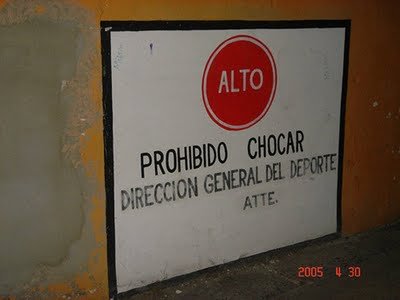 ALTO
PROHIBIDO CHOCAR
DIRECCION GENERAL DEL DEPORTE
ATTE.
2005 4 30